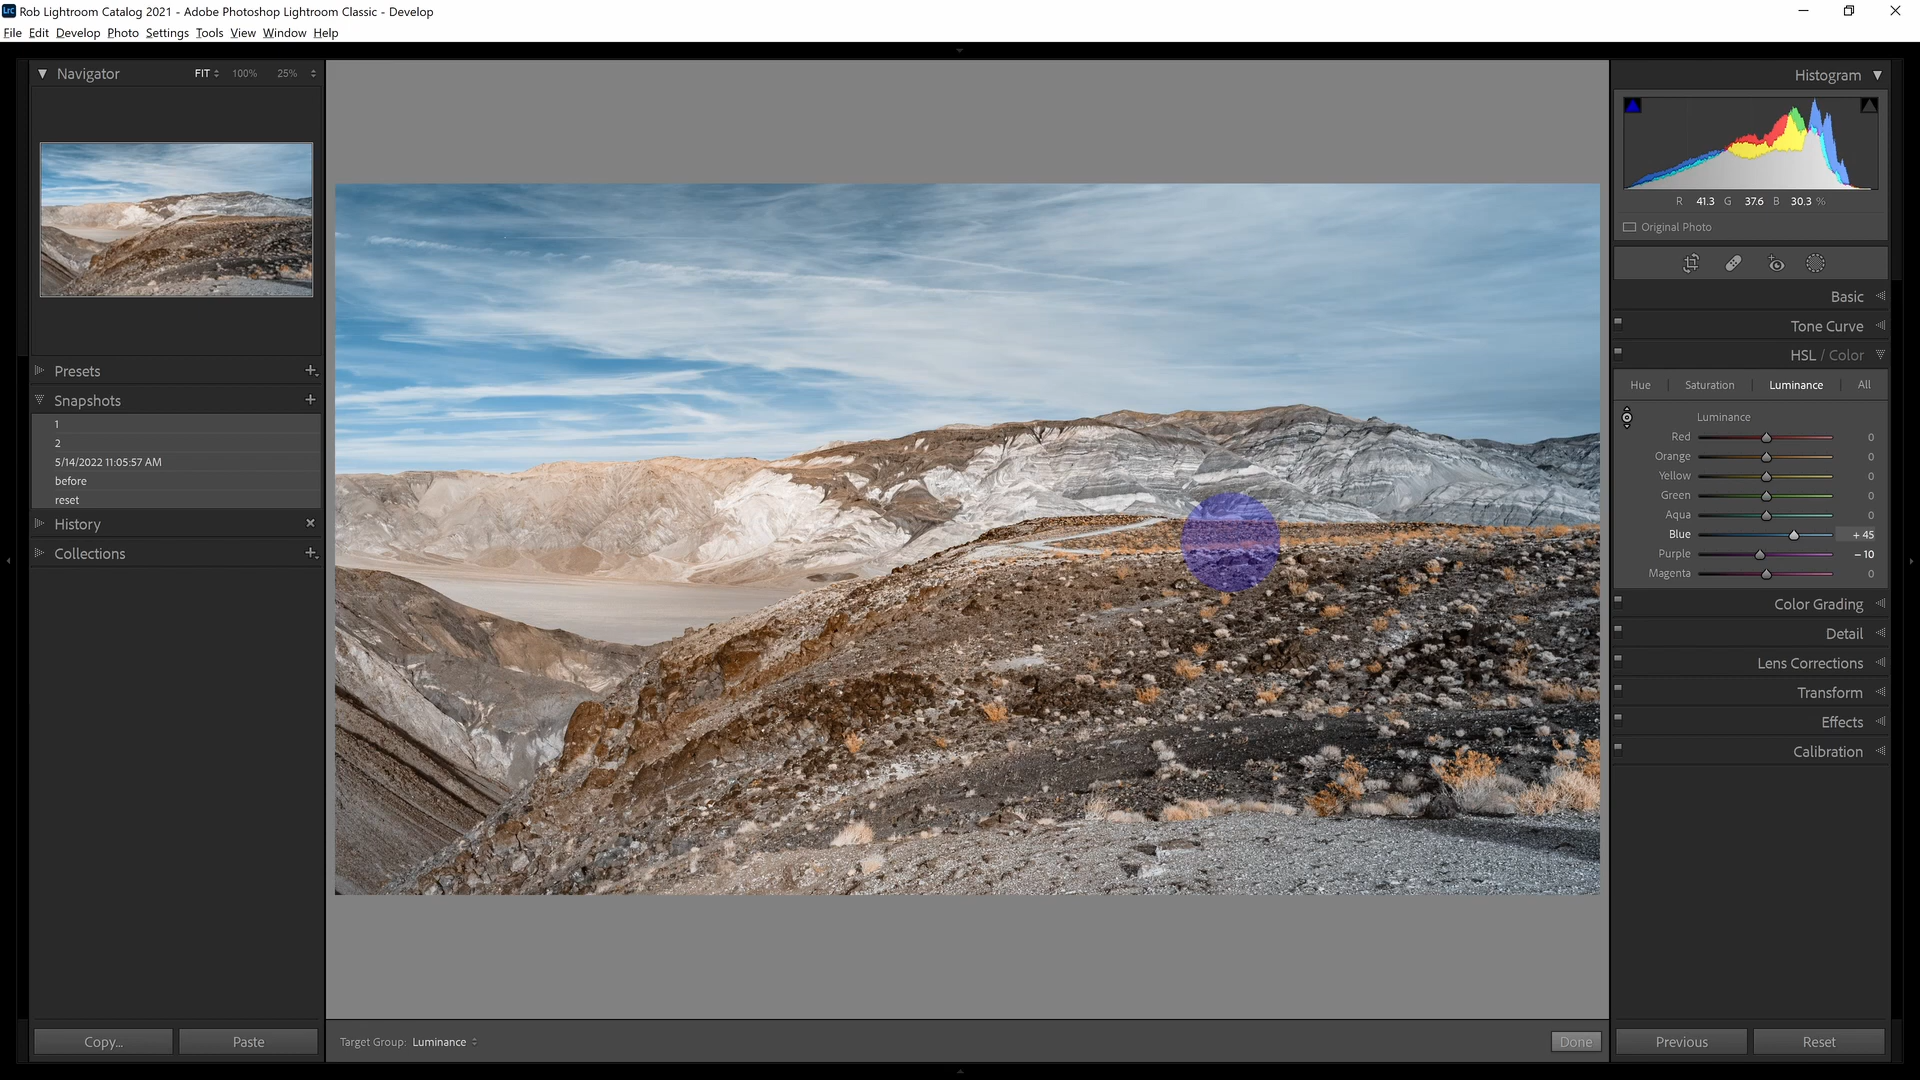 Lrc Rob Lightroom Catalog 2021 - Adobe Photoshop Lightroom Classic - Develop
File Edit Develop Photo Settings Tools View Window Help
Navigator FIT 100% 25%
Presets
Snapshots
1
2
5/14/2022 11:05:57 AM
before
reset
History
Collections
Copy... Paste
Target Group: Luminance Done
Histogram
R 41.3 G 37.6 B 30.3 %
Original Photo
Basic
Tone Curve
HSL / Color
Hue Saturation Luminance All
Luminance
Red 0
Orange 0
Yellow 0
Green 0
Aqua 0
Blue + 45
Purple – 10
Magenta 0
Color Grading
Detail
Lens Corrections
Transform
Effects
Calibration
Previous Reset